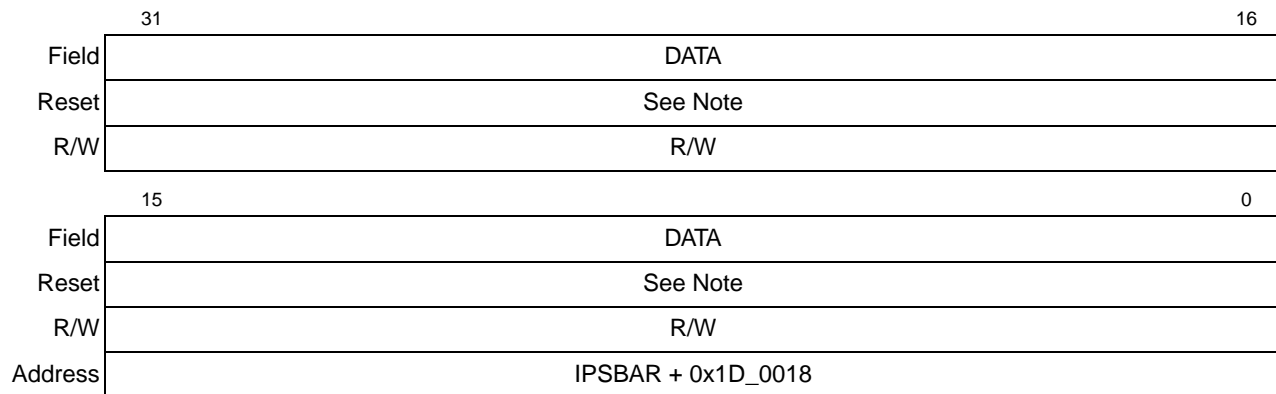 31 16
Field DATA
Reset See Note
R/W R/W
15 0
Field DATA
Reset See Note
R/W R/W
Address IPSBAR + 0x1D_0018